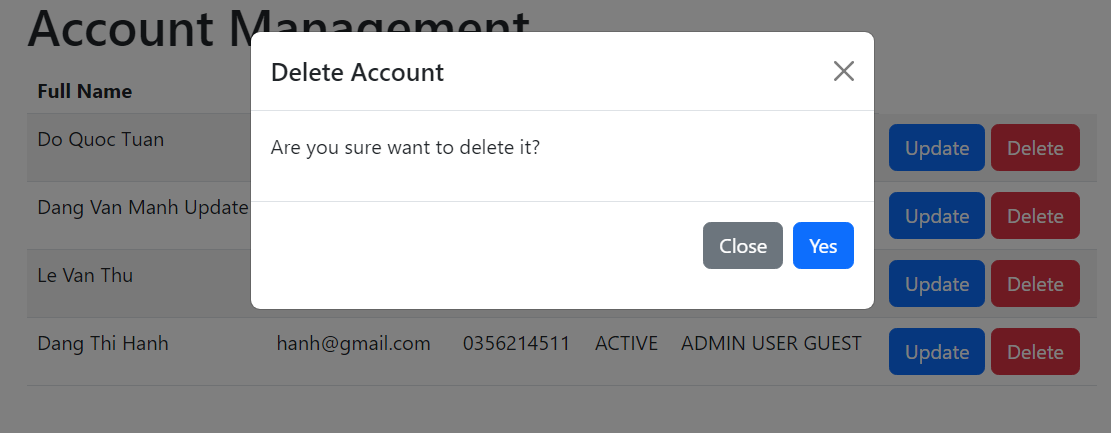 Account Management
Delete Account
Full Name
Are you sure want to delete it?
Do Quoc Tuan
Update Delete
Dang Van Manh Update
Update Delete
Close Yes
Le Van Thu
Update Delete
Dang Thi Hanh hanh@gmail.com 0356214511 ACTIVE ADMIN USER GUEST Update Delete